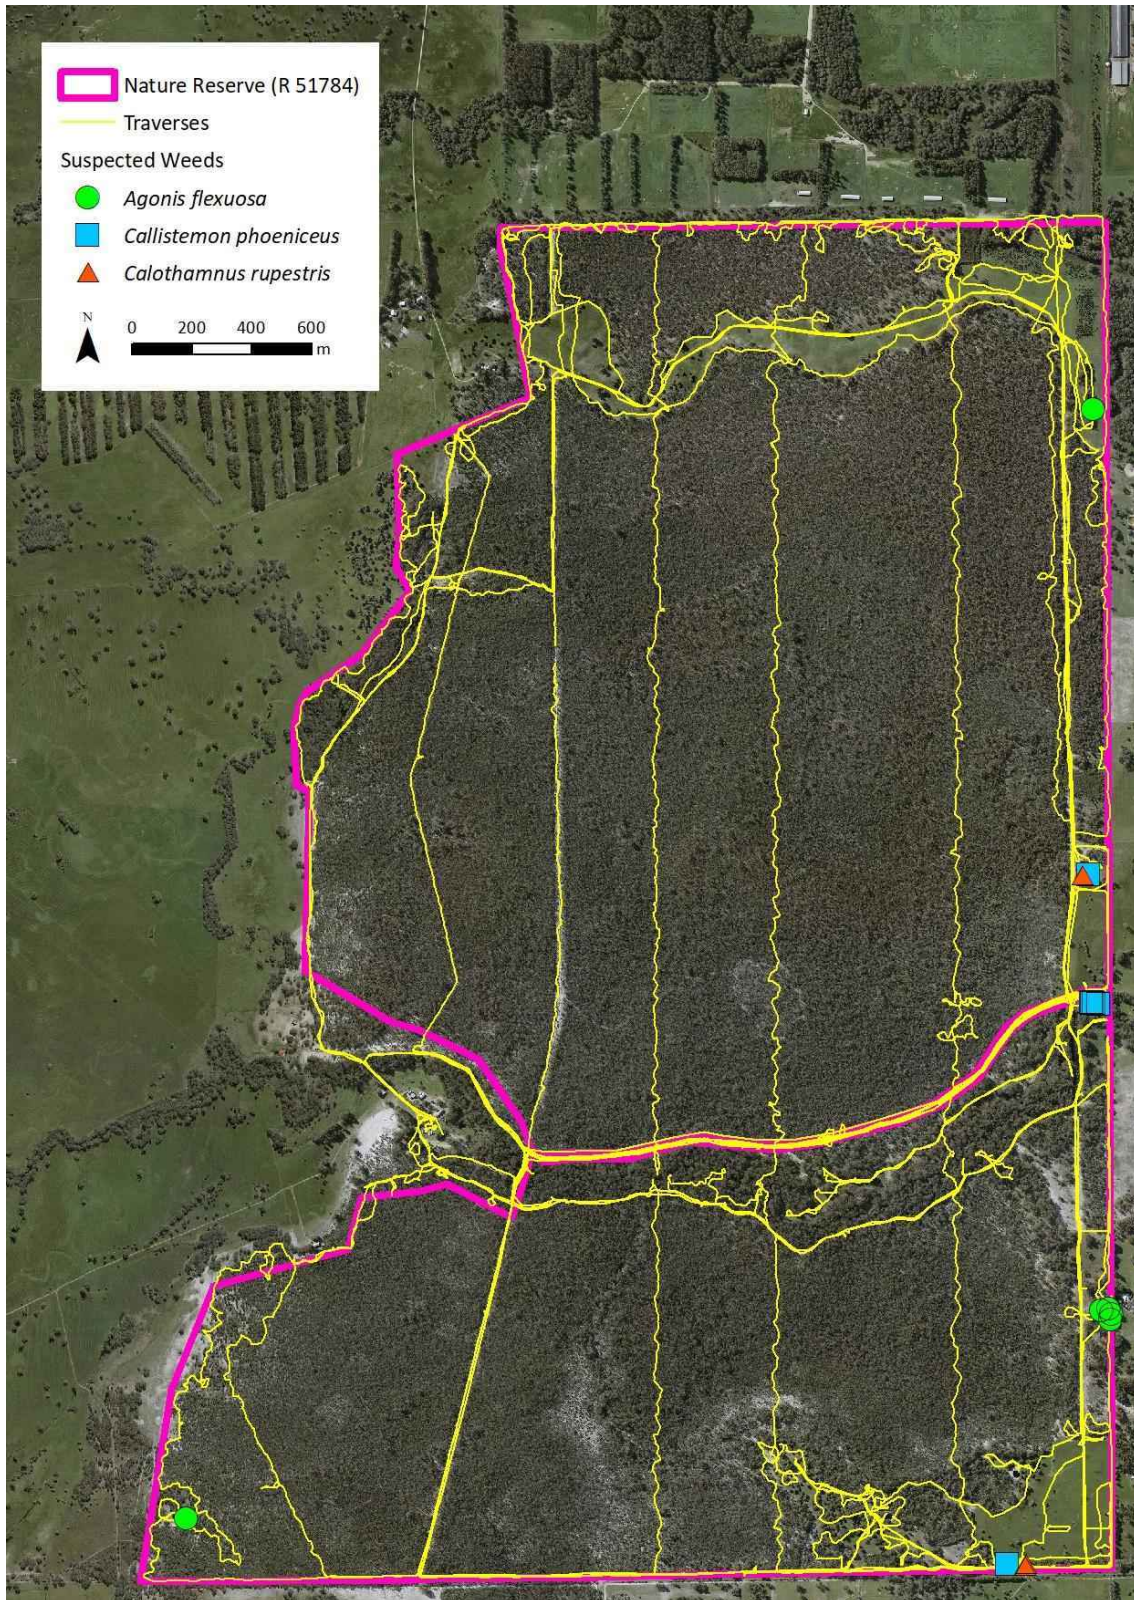 Nature Reserve (R 51784)
Traverses
Suspected Weeds
Agonis flexuosa
Callistemon phoeniceus
Calothamnus rupestris
N
0 200 400 600
m